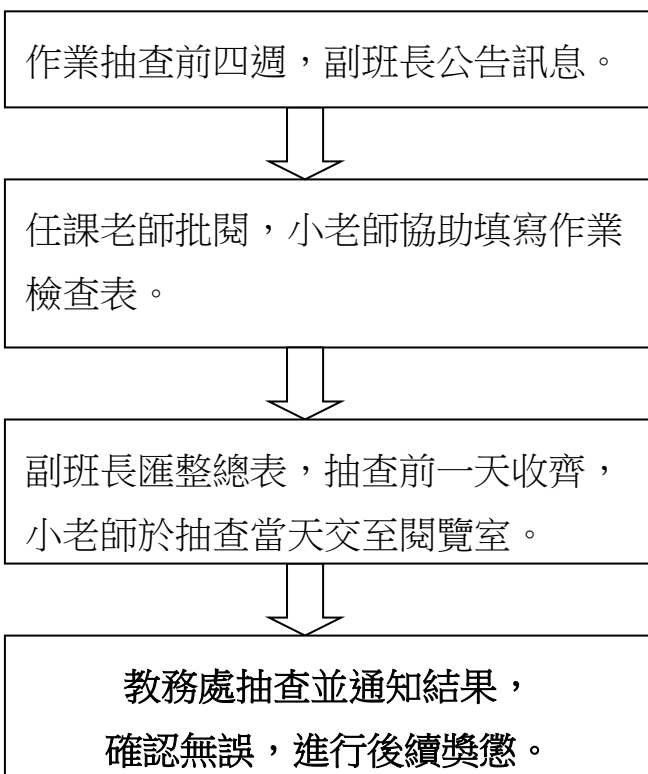 作業抽查前四週，副班長公告訊息。
任課老師批閱，小老師協助填寫作業
檢查表。
副班長匯整總表，抽查前一天收齊，
小老師於抽查當天交至閱覽室。
教務處抽查並通知結果，
確認無誤，進行後續獎懲。